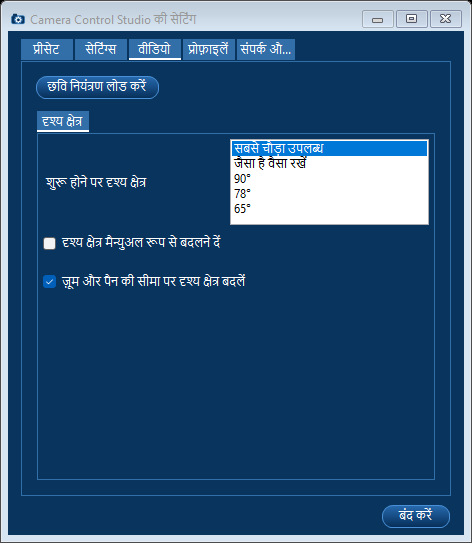 Camera Control Studio की सेटिंग
प्रीसेट सेटिंग्स वीडियो प्रोफ़ाइलें संपर्क औ...
छवि नियंत्रण लोड करें
दृश्य क्षेत्र
शुरू होने पर दृश्य क्षेत्र
सबसे चौड़ा उपलब्ध
जैसा है वैसा रखें
90°
78°
65°
दृश्य क्षेत्र मैन्युअल रूप से बदलने दें
ज़ूम और पैन की सीमा पर दृश्य क्षेत्र बदलें
बंद करें